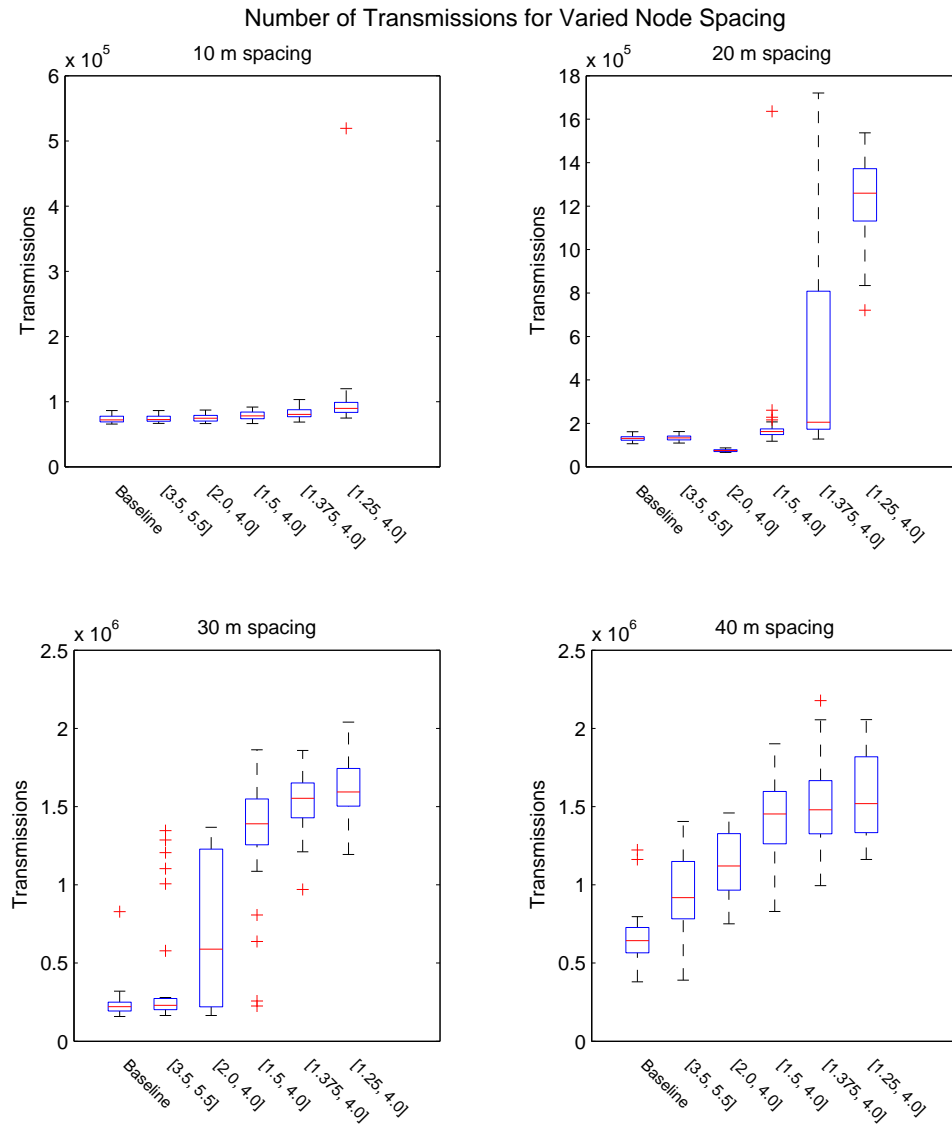 Number of Transmissions for Varied Node Spacing
x 10^5
10 m spacing
6
5
4
3
2
1
0
Transmissions
Baseline
[3.5, 5.5]
[2.0, 4.0]
[1.5, 4.0]
[1.375, 4.0]
[1.25, 4.0]
x 10^5
20 m spacing
18
16
14
12
10
8
6
4
2
0
Transmissions
Baseline
[3.5, 5.5]
[2.0, 4.0]
[1.5, 4.0]
[1.375, 4.0]
[1.25, 4.0]
x 10^6
30 m spacing
2.5
2
1.5
1
0.5
0
Transmissions
Baseline
[3.5, 5.5]
[2.0, 4.0]
[1.5, 4.0]
[1.375, 4.0]
[1.25, 4.0]
x 10^6
40 m spacing
2.5
2
1.5
1
0.5
0
Transmissions
Baseline
[3.5, 5.5]
[2.0, 4.0]
[1.5, 4.0]
[1.375, 4.0]
[1.25, 4.0]